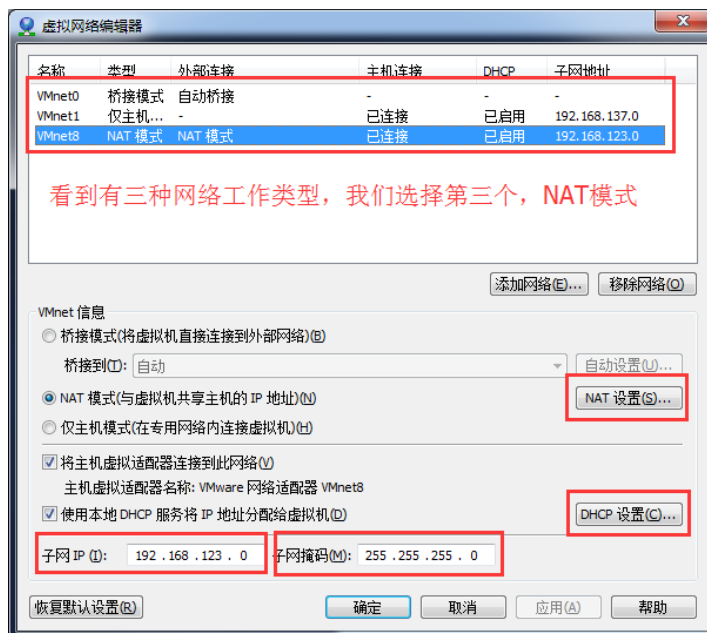 虚拟网络编辑器
名称 类型 外部连接 主机连接 DHCP 子网地址
VMnet0 桥接模式 自动桥接 - - -
VMnet1 仅主机... - 已连接 已启用 192.168.137.0
VMnet8 NAT 模式 NAT 模式 已连接 已启用 192.168.123.0
看到有三种网络工作类型，我们选择第三个，NAT模式
添加网络(E)... 移除网络(O)
VMnet 信息
桥接模式(将虚拟机直接连接到外部网络)(B)
桥接到(T): 自动 自动设置(U)...
NAT 模式(与虚拟机共享主机的 IP 地址)(N) NAT 设置(S)...
仅主机模式(在专用网络内连接虚拟机)(H)
将主机虚拟适配器连接到此网络(V)
主机虚拟适配器名称: VMware 网络适配器 VMnet8
使用本地 DHCP 服务将 IP 地址分配给虚拟机(D) DHCP 设置(C)...
子网 IP (I): 192 . 168 . 123 . 0 子网掩码(M): 255 . 255 . 255 . 0
恢复默认设置(R) 确定 取消 应用(A) 帮助